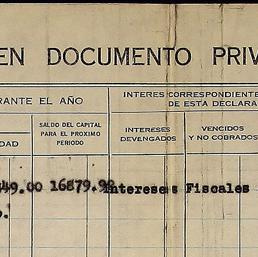 EN DOCUMENTO PRIV
RANTE EL AÑO
INTERES CORRESPONDIENTE
DE ESTA DECLARA
SALDO DEL CAPITAL
PARA EL PROXIMO
PERIODO
INTERESES
DEVENGADOS
VENCIDOS
Y NO COBRADOS
DAD
49.00 16879.90 Intereses Fiscales